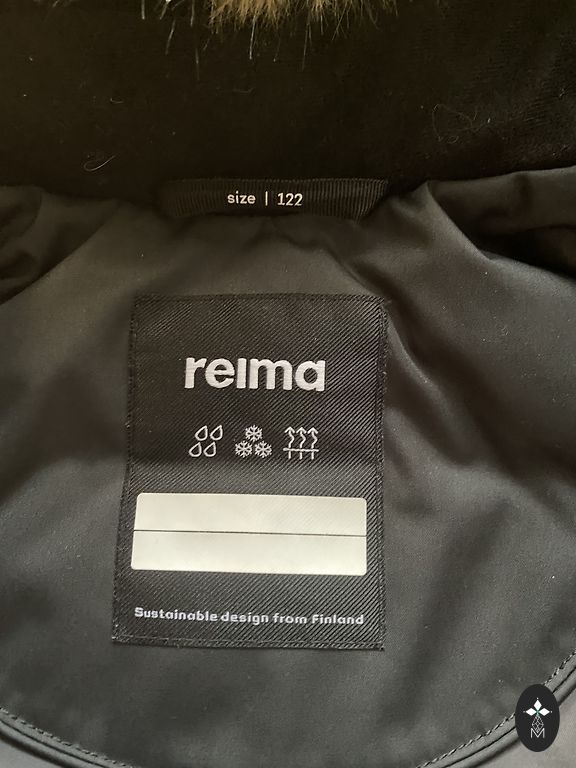 size | 122
reima
Sustainable design from Finland
M